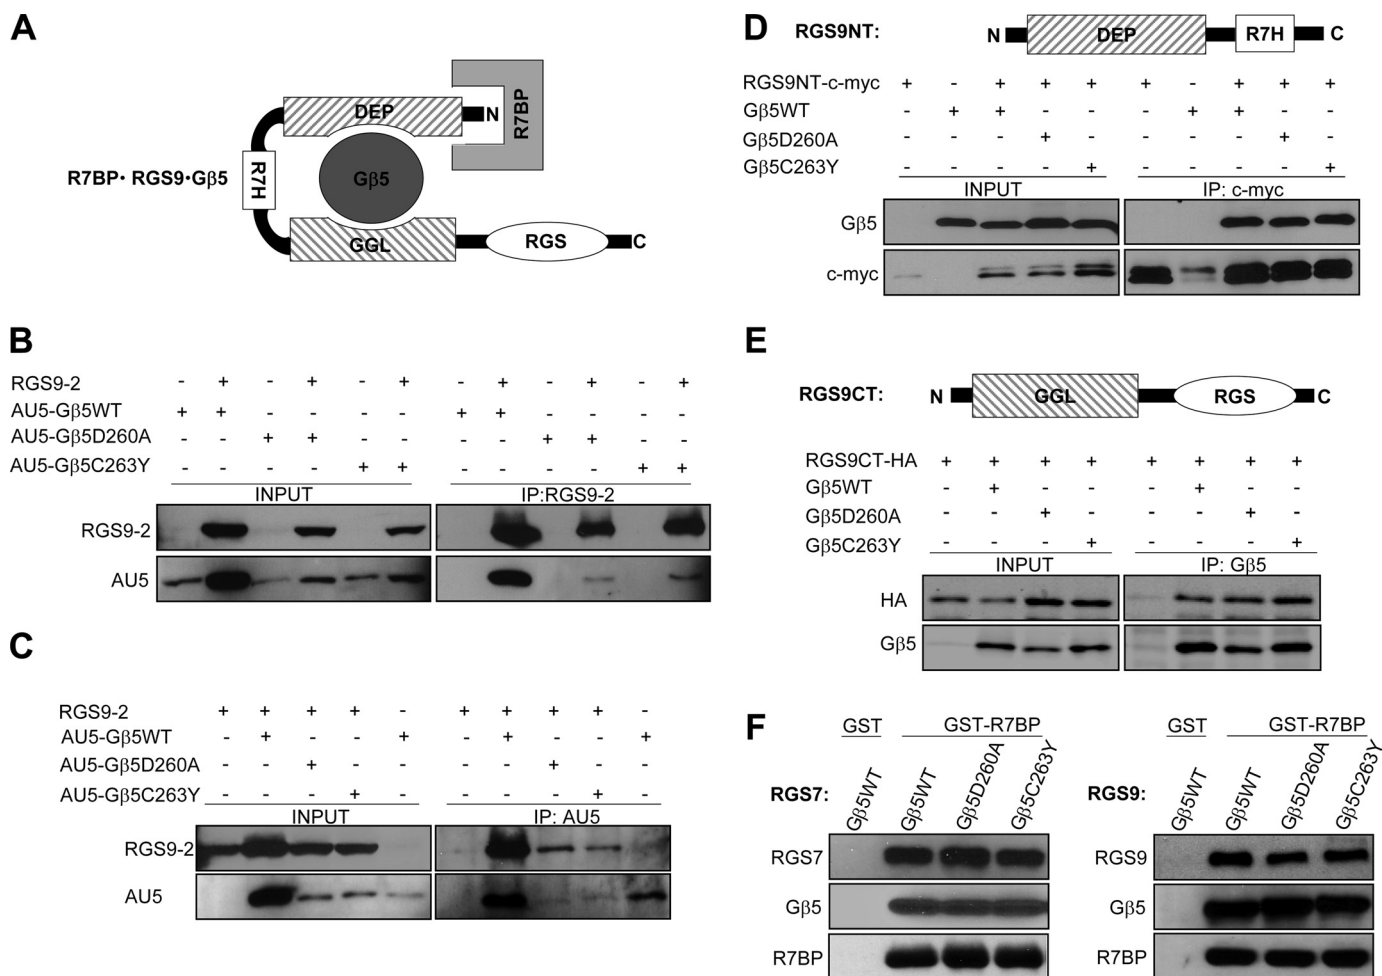 A
DEP
N
R7BP
R7H
Gβ5
R7BP• RGS9•Gβ5
GGL
RGS
C
B
RGS9-2 - + - + - + - + - + - +
AU5-Gβ5WT + + - - - - + + - - - -
AU5-Gβ5D260A - - + + - - - - + + - -
AU5-Gβ5C263Y - - - - + + - - - - + +
INPUT IP:RGS9-2
RGS9-2
AU5
C
RGS9-2 + + + + - + + + + -
AU5-Gβ5WT - + - - + - + - - +
AU5-Gβ5D260A - - + - - - - + - -
AU5-Gβ5C263Y - - - + - - - - + -
INPUT IP: AU5
RGS9-2
AU5
D
RGS9NT: N DEP R7H C
RGS9NT-c-myc + - + + + + - + + +
Gβ5WT - + + - - - + + - -
Gβ5D260A - - - + - - - - + -
Gβ5C263Y - - - - + - - - - +
INPUT IP: c-myc
Gβ5
c-myc
E
RGS9CT: N GGL RGS C
RGS9CT-HA + + + + + + + +
Gβ5WT - + - - - + - -
Gβ5D260A - - + - - - + -
Gβ5C263Y - - - + - - - +
INPUT IP: Gβ5
HA
Gβ5
F
GST GST-R7BP
RGS7: Gβ5WT Gβ5WT Gβ5D260A Gβ5C263Y
RGS7
Gβ5
R7BP
GST GST-R7BP
RGS9: Gβ5WT Gβ5WT Gβ5D260A Gβ5C263Y
RGS9
Gβ5
R7BP